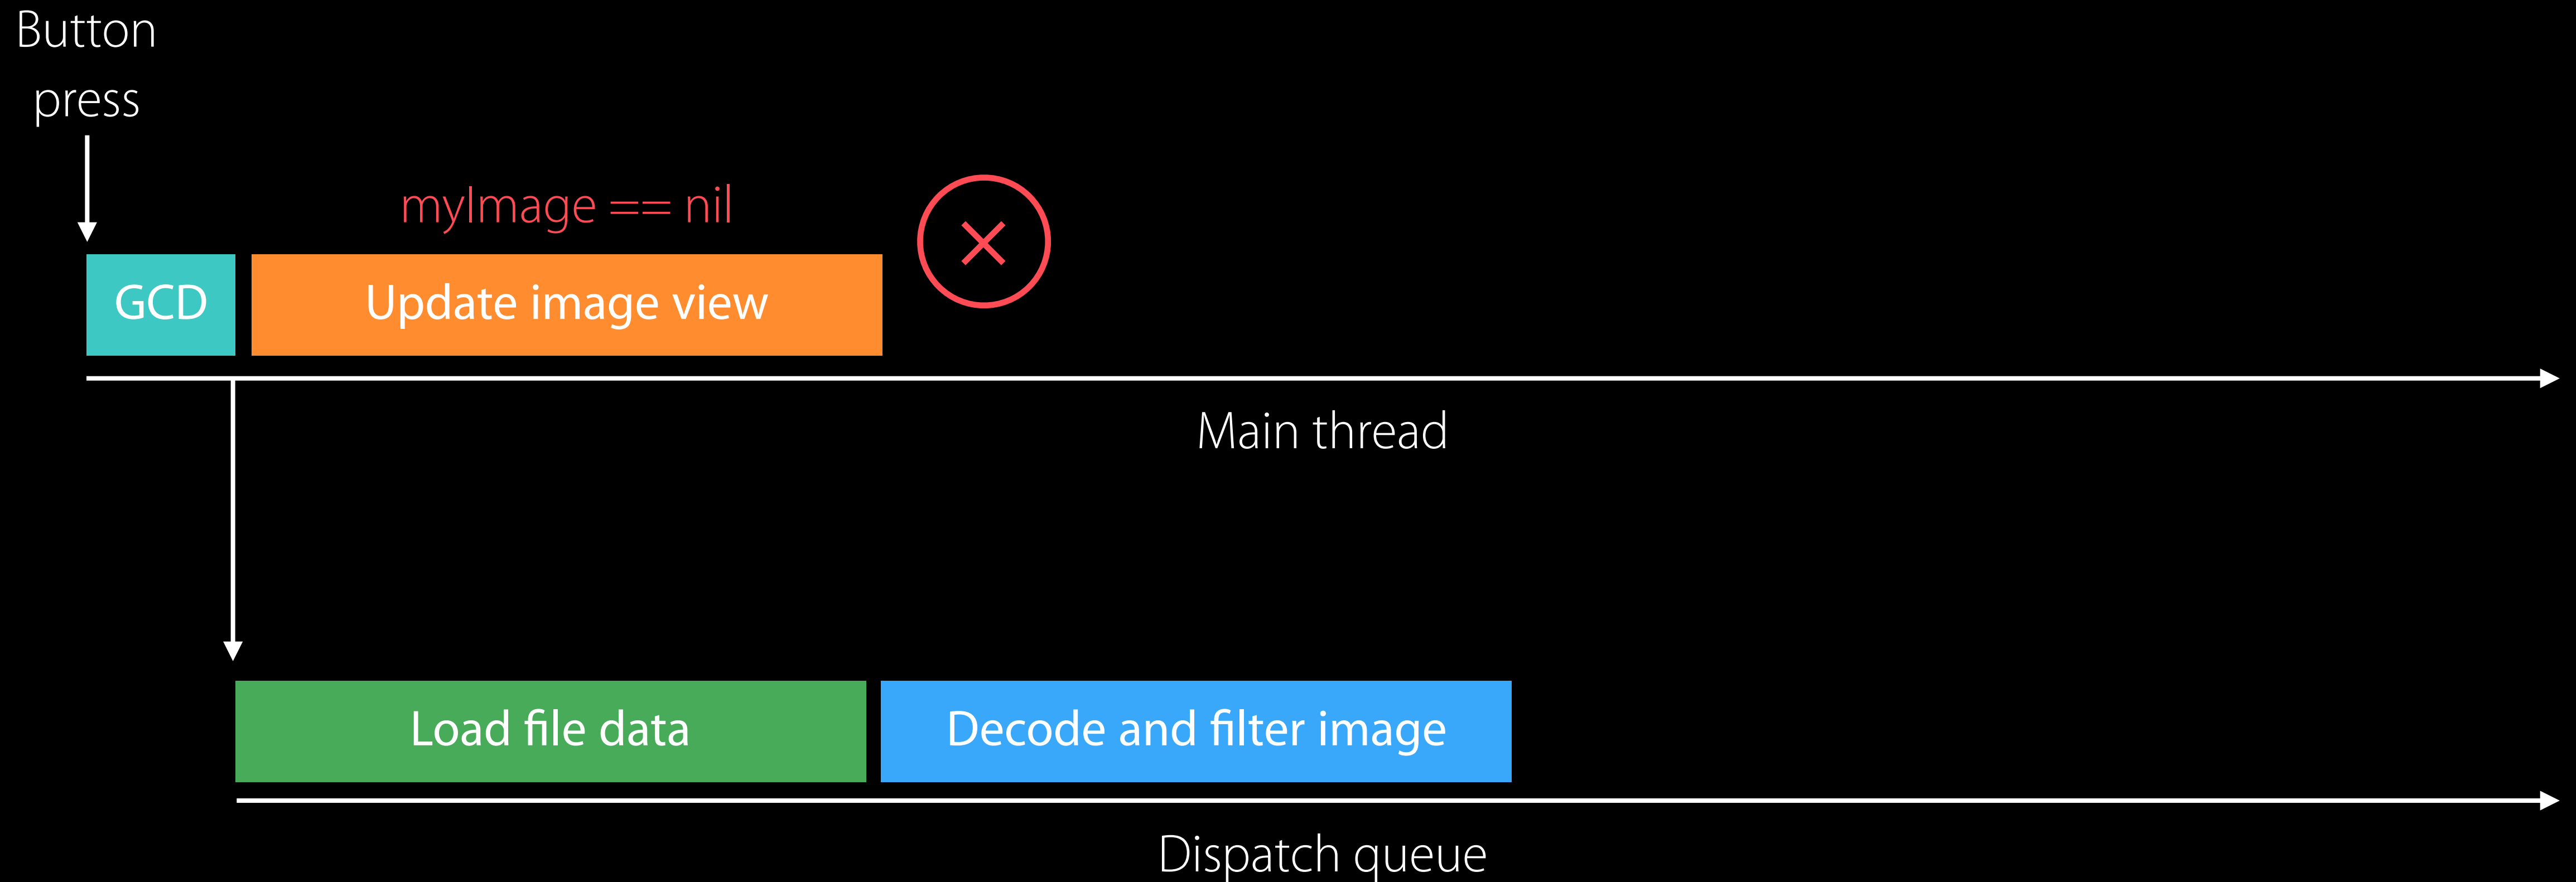 Button
press
myImage == nil
GCD
Update image view
Main thread
Load file data
Decode and filter image
Dispatch queue